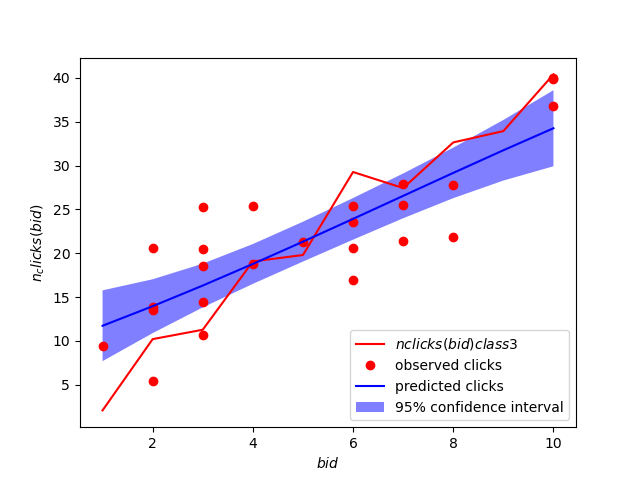 40
35
30
25
20
15
10
5
n_clicks(bid)
nclicks(bid)class3
observed clicks
predicted clicks
95% confidence interval
2 4 6 8 10
bid